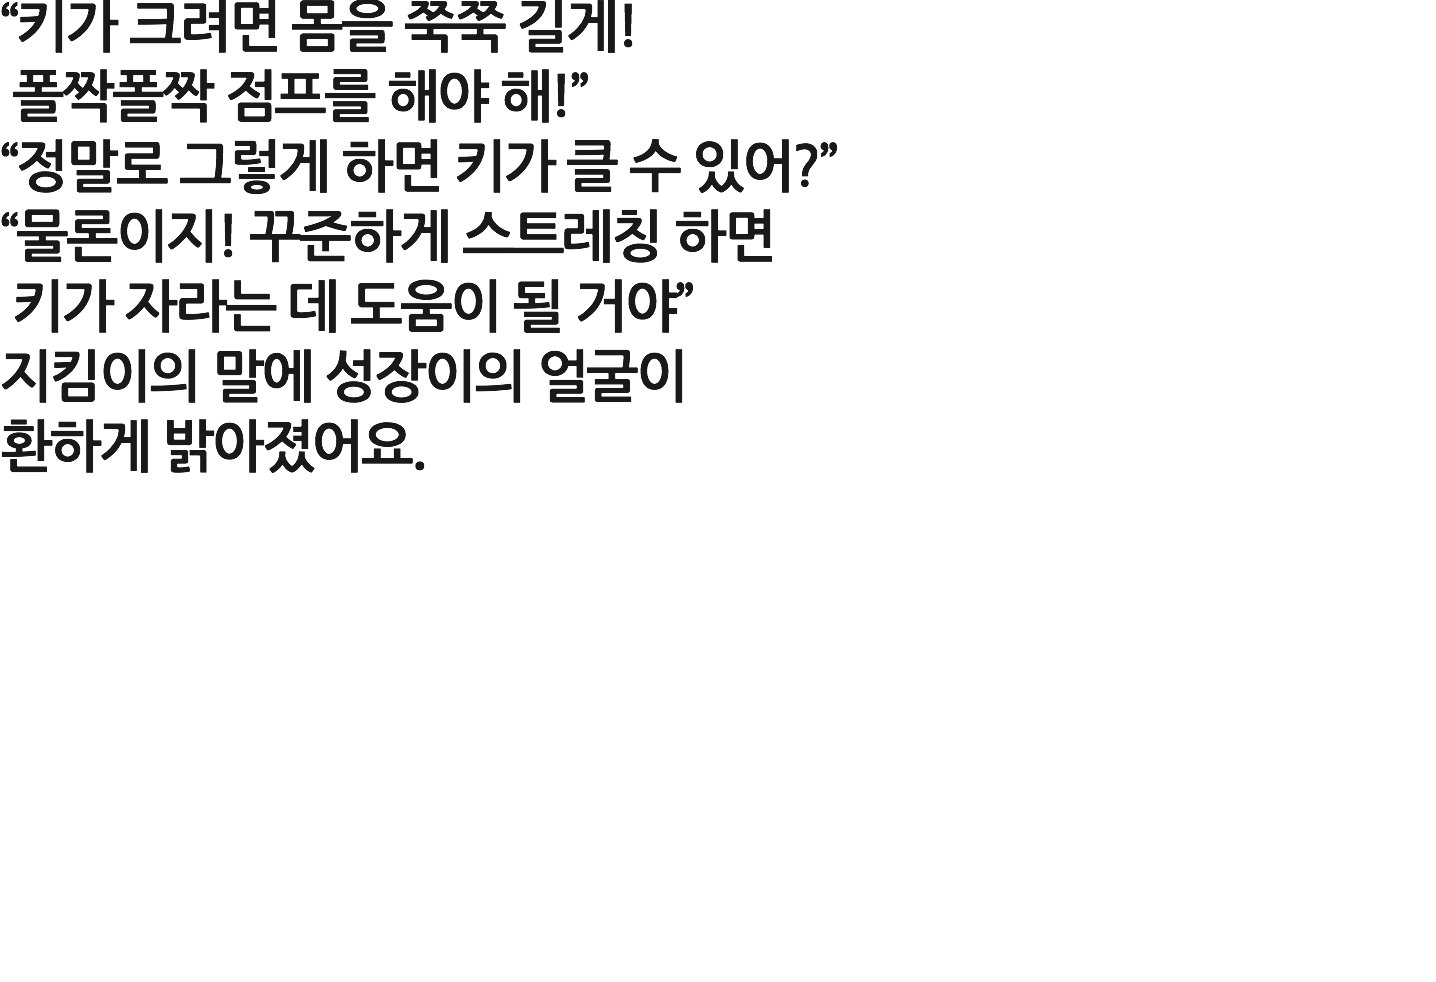 “키가 크려면 몸을 쭉쭉 길게!
폴짝폴짝 점프를 해야 해!”
“정말로 그렇게 하면 키가 클 수 있어?”
“물론이지! 꾸준하게 스트레칭 하면
키가 자라는 데 도움이 될 거야”
지킴이의 말에 성장이의 얼굴이
환하게 밝아졌어요.